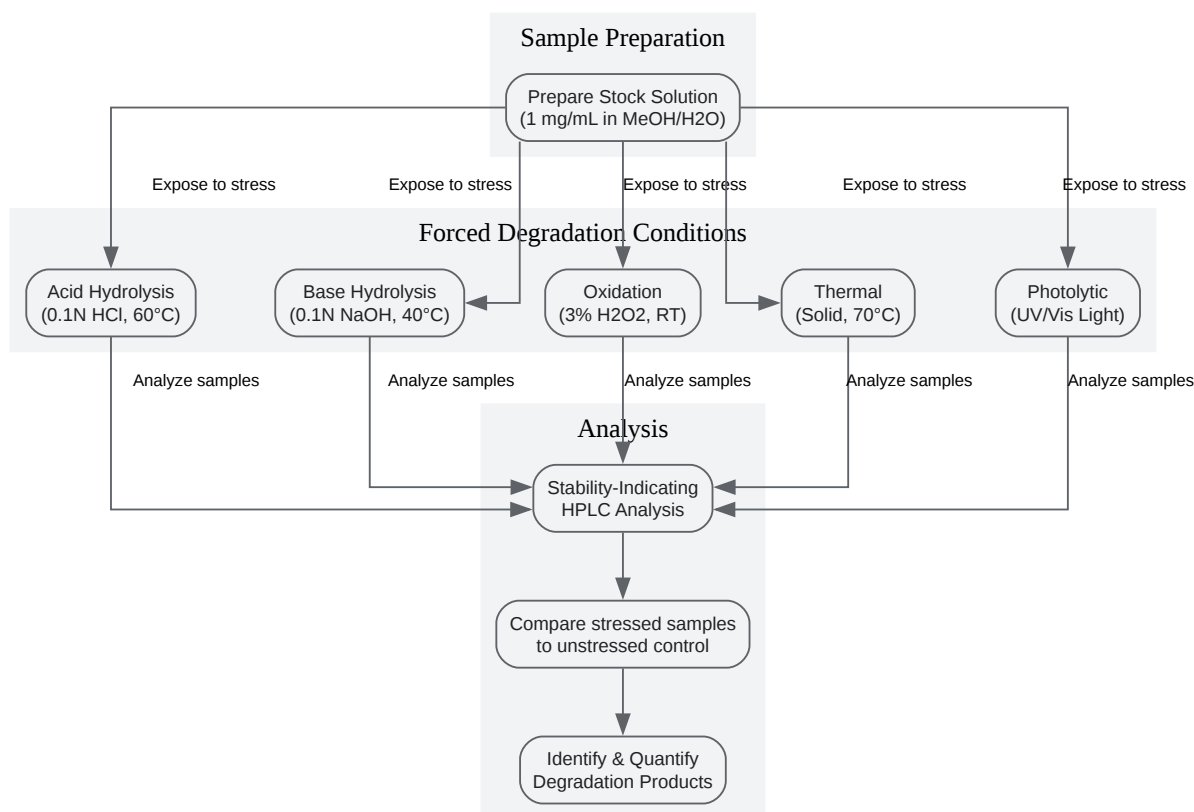 Sample Preparation
Prepare Stock Solution
(1 mg/mL in MeOH/H2O)
Expose to stress
Expose to stress
Expose to stress
Expose to stress
Expose to stress
Forced Degradation Conditions
Acid Hydrolysis
(0.1N HCl, 60°C)
Base Hydrolysis
(0.1N NaOH, 40°C)
Oxidation
(3% H2O2, RT)
Thermal
(Solid, 70°C)
Photolytic
(UV/Vis Light)
Analyze samples
Analyze samples
Analyze samples
Analyze samples
Analyze samples
Analysis
Stability-Indicating
HPLC Analysis
Compare stressed samples
to unstressed control
Identify & Quantify
Degradation Products